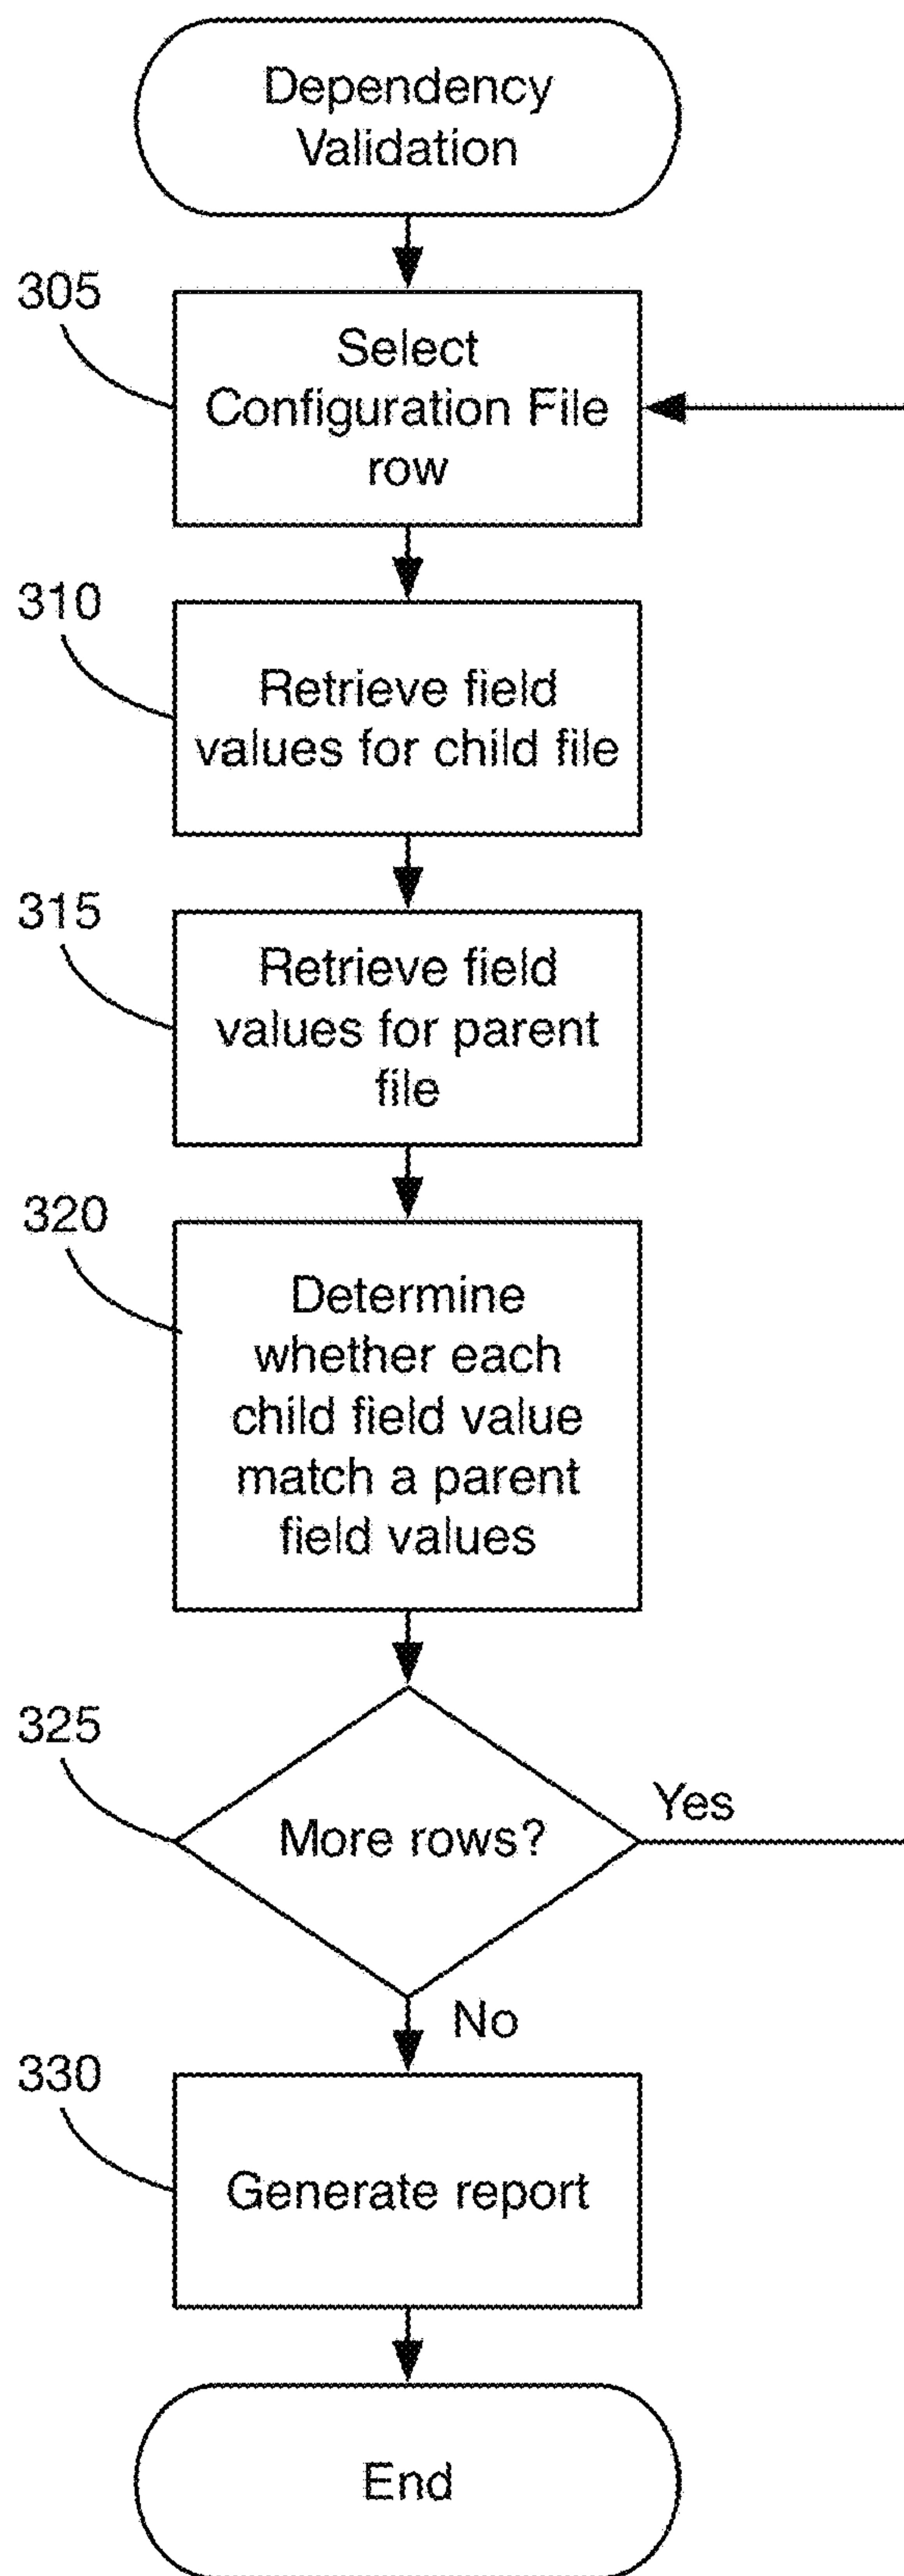 Dependency
Validation
305
Select
Configuration File
row
310
Retrieve field
values for child file
315
Retrieve field
values for parent
file
320
Determine
whether each
child field value
match a parent
field values
325
More rows?
Yes
No
330
Generate report
End